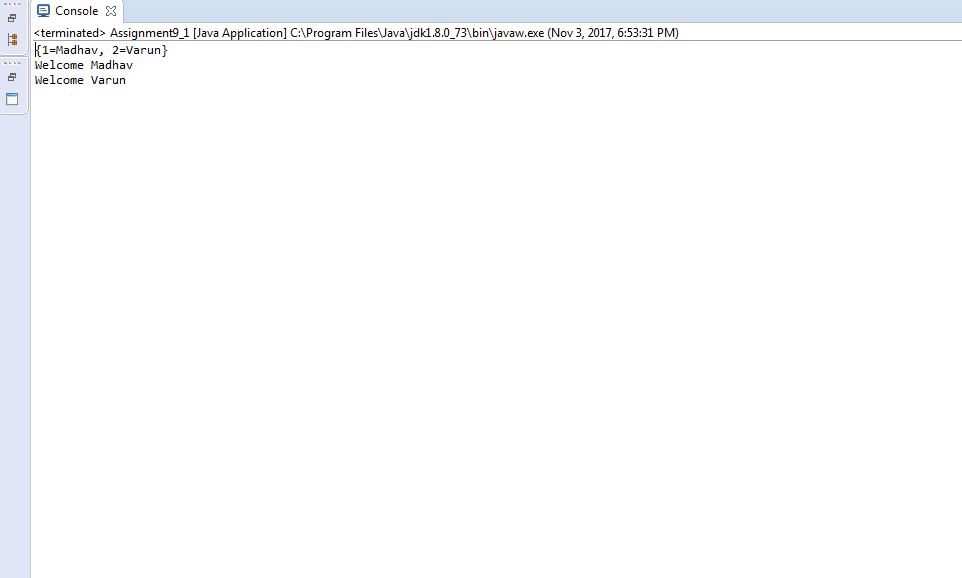 Console
<terminated> Assignment9_1 [Java Application] C:\Program Files\Java\jdk1.8.0_73\bin\javaw.exe (Nov 3, 2017, 6:53:31 PM)
{1=Madhav, 2=Varun}
Welcome Madhav
Welcome Varun